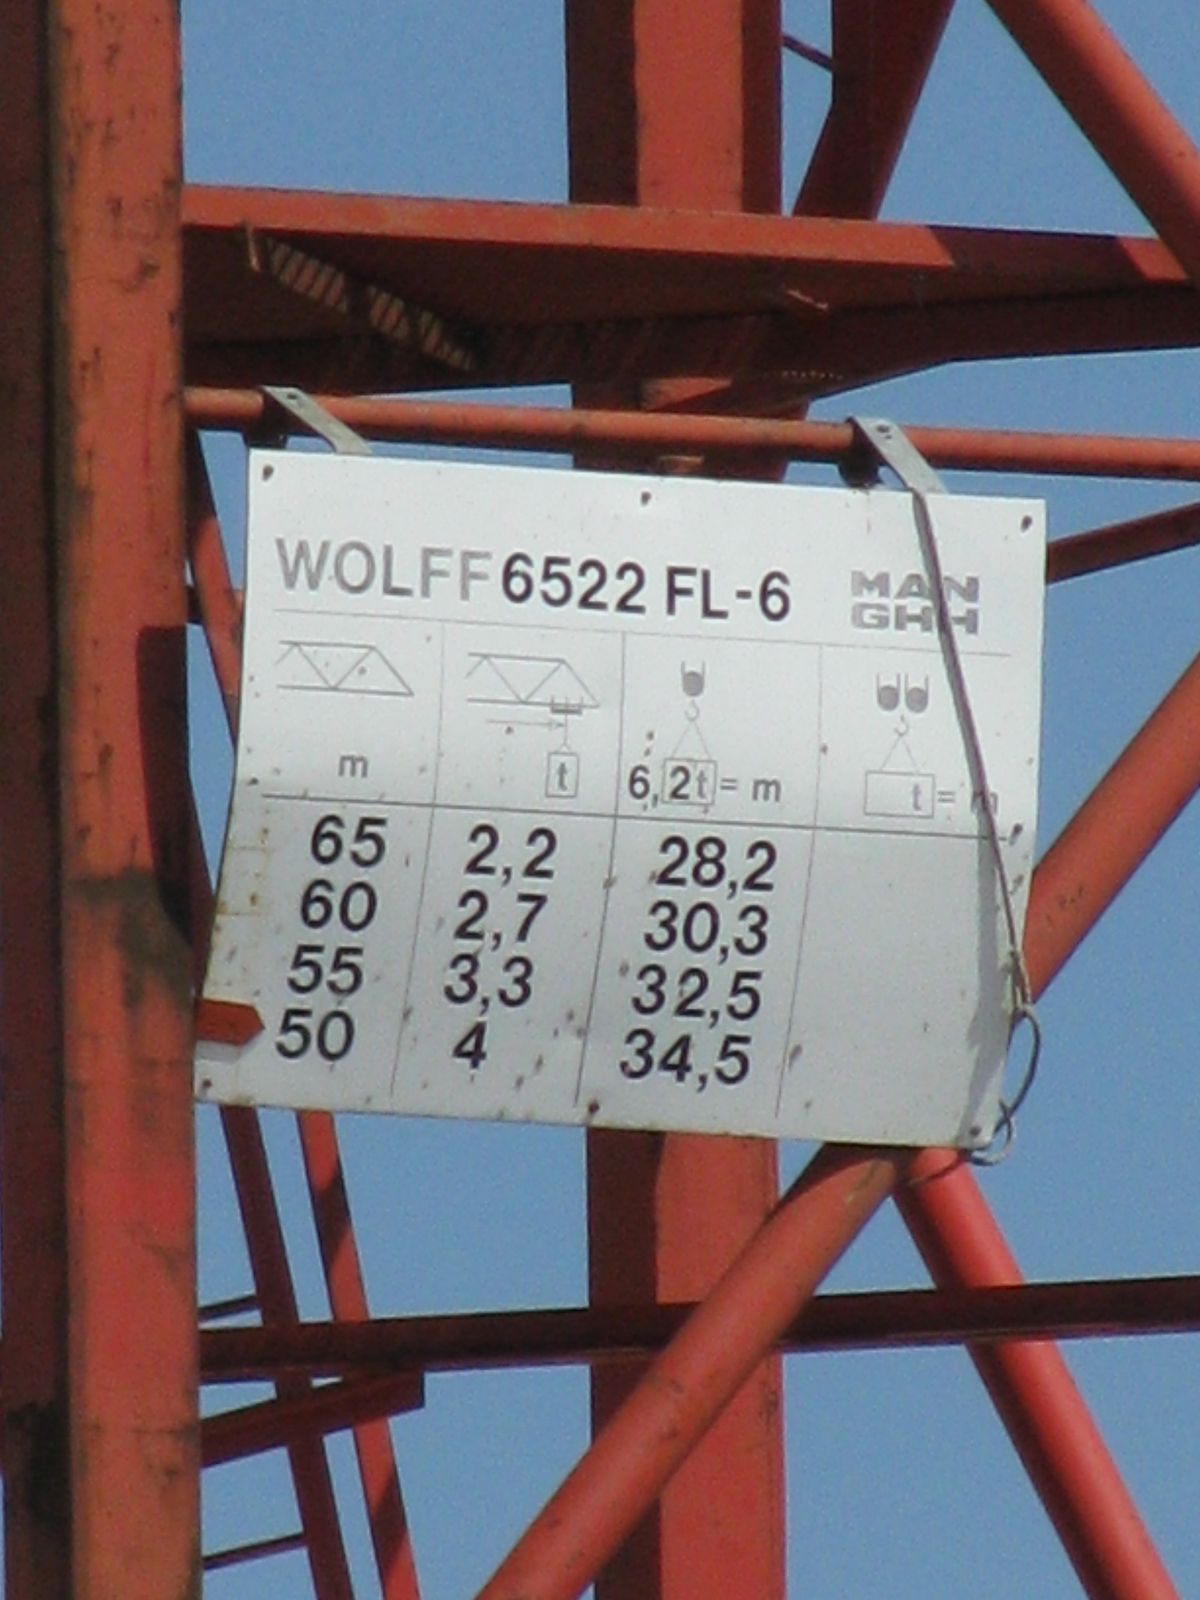 WOLFF 6522 FL-6 MAN
GHH
m t 6,2t = m t = m
65 2,2 28,2
60 2,7 30,3
55 3,3 32,5
50 4 34,5